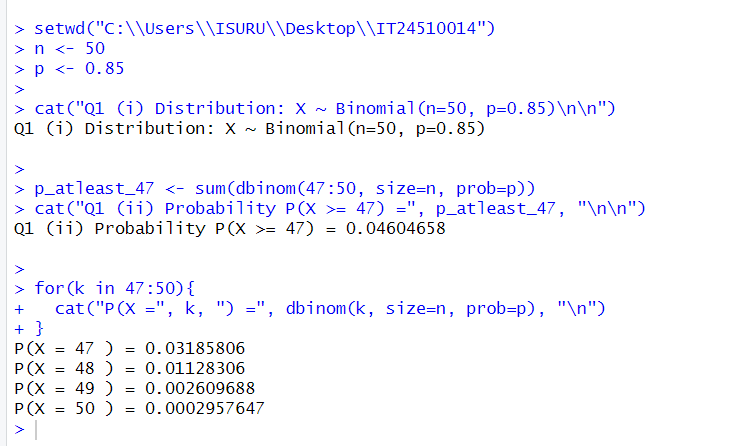 > setwd("C:\\Users\\ISURU\\Desktop\\IT24510014")
> n <- 50
> p <- 0.85
>
> cat("Q1 (i) Distribution: X ~ Binomial(n=50, p=0.85)\n\n")
Q1 (i) Distribution: X ~ Binomial(n=50, p=0.85)

>
> p_atleast_47 <- sum(dbinom(47:50, size=n, prob=p))
> cat("Q1 (ii) Probability P(X >= 47) =", p_atleast_47, "\n\n")
Q1 (ii) Probability P(X >= 47) = 0.04604658

>
> for(k in 47:50){
+   cat("P(X =", k, ") =", dbinom(k, size=n, prob=p), "\n")
+ }
P(X = 47 ) = 0.03185806
P(X = 48 ) = 0.01128306
P(X = 49 ) = 0.002609688
P(X = 50 ) = 0.0002957647
>